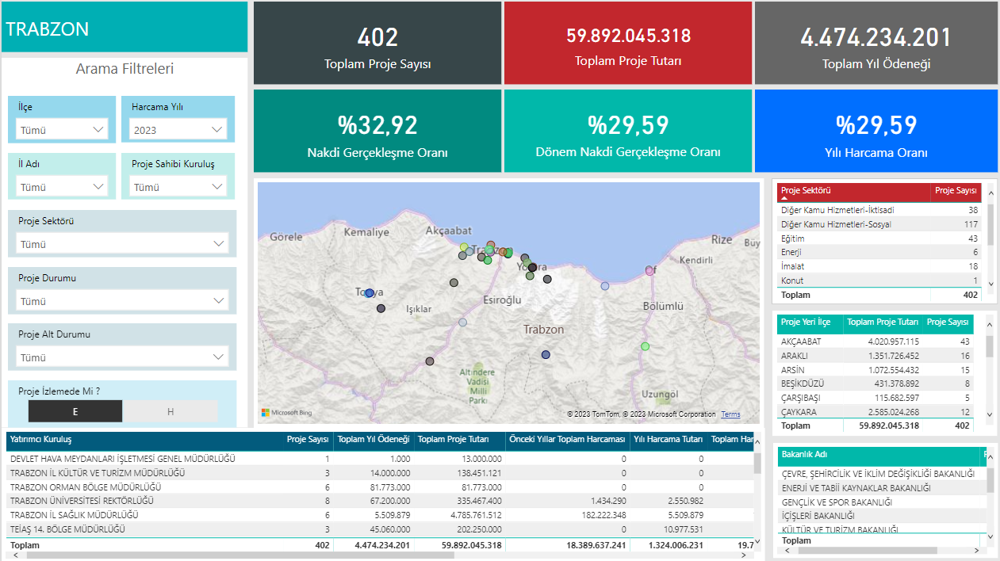 TRABZON
Arama Filtreleri
İlçe
Tümü
Harcama Yılı
2023
İl Adı
Tümü
Proje Sahibi Kuruluş
Tümü
Proje Sektörü
Tümü
Proje Durumu
Tümü
Proje Alt Durumu
Tümü
Proje İzlemede Mi ?
E H
402
Toplam Proje Sayısı
59.892.045.318
Toplam Proje Tutarı
4.474.234.201
Toplam Yıl Ödeneği
%32,92
Nakdi Gerçekleşme Oranı
%29,59
Dönem Nakdi Gerçekleşme Oranı
%29,59
Yılı Harcama Oranı
Görele
Kemaliye
Akçaabat
Trabzon
Rize
Büy
Kendirli
Yomra
Of
Tonya
Işıklar
Esiroğlu
Bölümlü
Trabzon
Altındere
Vadisi
Milli
Parkı
Uzungöl
Microsoft Bing
© 2023 TomTom, © 2023 Microsoft Corporation Terms
Proje Sektörü Proje Sayısı
Diğer Kamu Hizmetleri-İktisadi 38
Diğer Kamu Hizmetleri-Sosyal 117
Eğitim 43
Enerji 6
İmalat 18
Konut 1
Toplam 402
Proje Yeri İlçe Toplam Proje Tutarı Proje Sayısı
AKÇAABAT 4.020.957.115 43
ARAKLI 1.351.726.452 16
ARSİN 1.072.554.432 15
BEŞİKDÜZÜ 431.378.892 8
ÇARŞIBAŞI 115.682.597 5
ÇAYKARA 2.585.024.268 12
Toplam 59.892.045.318 402
Yatırımcı Kuruluş Proje Sayısı Toplam Yıl Ödeneği Toplam Proje Tutarı Önceki Yıllar Toplam Harcaması Yılı Harcama Tutarı Toplam Har
DEVLET HAVA MEYDANLARI İŞLETMESİ GENEL MÜDÜRLÜĞÜ 1 1.000 13.000.000 0 0
TRABZON İL KÜLTÜR VE TURİZM MÜDÜRLÜĞÜ 3 14.000.000 138.451.121 0 0
TRABZON ORMAN BÖLGE MÜDÜRLÜĞÜ 6 81.773.000 81.773.000 0 0
TRABZON ÜNİVERSİTESİ REKTÖRLÜĞÜ 8 67.200.000 335.467.400 1.434.290 2.550.982
TRABZON İL SAĞLIK MÜDÜRLÜĞÜ 6 5.509.879 4.785.761.512 182.222.348 5.509.879
TEİAŞ 14. BÖLGE MÜDÜRLÜĞÜ 3 45.060.000 202.250.000 0 10.977.531
Toplam 402 4.474.234.201 59.892.045.318 18.389.637.241 1.324.006.231 19.7
Bakanlık Adı
ÇEVRE, ŞEHİRCİLİK VE İKLİM DEĞİŞİKLİĞİ BAKANLIĞI
ENERJİ VE TABİİ KAYNAKLAR BAKANLIĞI
GENÇLİK VE SPOR BAKANLIĞI
İÇİŞLERİ BAKANLIĞI
KÜLTÜR VE TURİZM BAKANLIĞI
Toplam